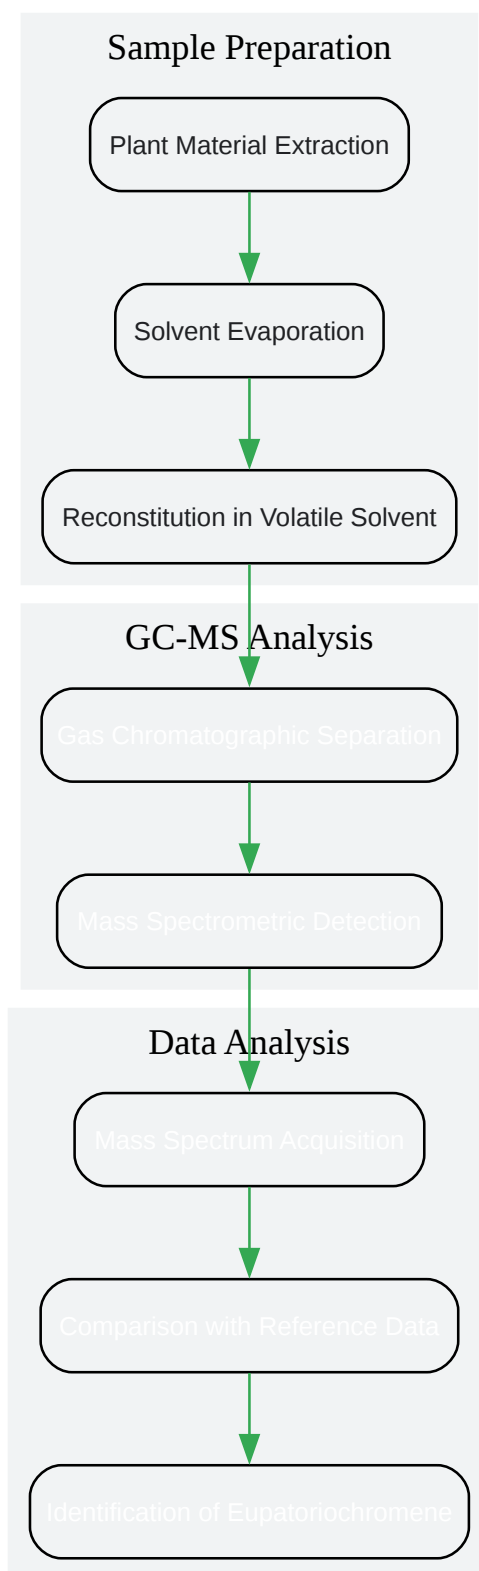 Sample Preparation
Plant Material Extraction
Solvent Evaporation
Reconstitution in Volatile Solvent
GC-MS Analysis
Gas Chromatographic Separation
Mass Spectrometric Detection
Data Analysis
Mass Spectrum Acquisition
Comparison with Reference Data
Identification of Eupatoriochromene